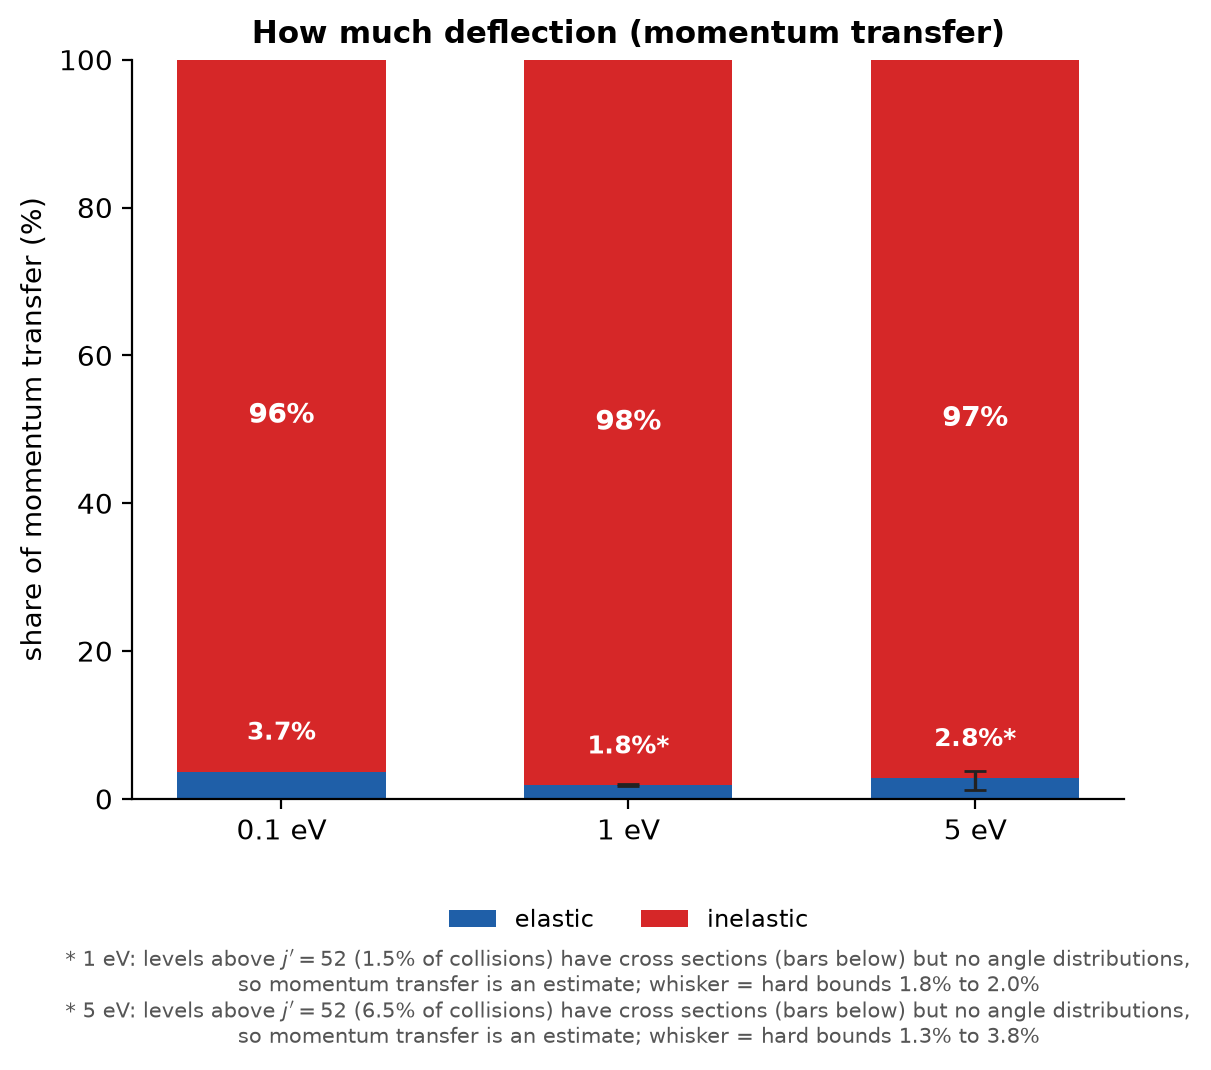 How much deflection (momentum transfer)
share of momentum transfer (%)
100
80
60
40
20
0
96%
98%
97%
3.7%
1.8%*
2.8%*
0.1 eV
1 eV
5 eV
elastic
inelastic
* 1 eV: levels above j′ = 52 (1.5% of collisions) have cross sections (bars below) but no angle distributions,
so momentum transfer is an estimate; whisker = hard bounds 1.8% to 2.0%
* 5 eV: levels above j′ = 52 (6.5% of collisions) have cross sections (bars below) but no angle distributions,
so momentum transfer is an estimate; whisker = hard bounds 1.3% to 3.8%